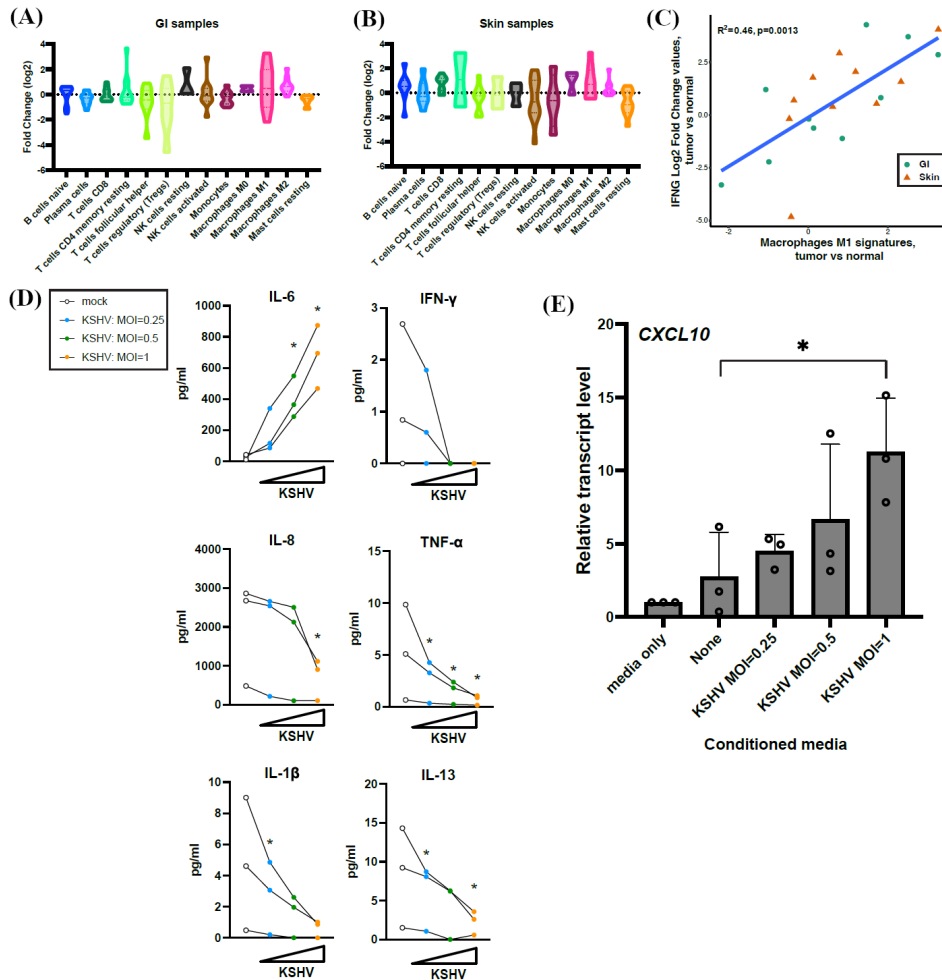 (A)
GI samples
Fold Change (log2)
6
4
2
0
-2
-4
-6
B cells naive
Plasma cells
T cells CD8
T cells CD4 memory resting
T cells follicular helper
T cells regulatory (Tregs)
NK cells resting
NK cells activated
Monocytes
Macrophages M0
Macrophages M1
Macrophages M2
Mast cells resting
(B)
Skin samples
Fold Change (log2)
6
4
2
0
-2
-4
-6
B cells naive
Plasma cells
T cells CD8
T cells CD4 memory resting
T cells follicular helper
T cells regulatory (Tregs)
NK cells resting
NK cells activated
Monocytes
Macrophages M0
Macrophages M1
Macrophages M2
Mast cells resting
(C)
R²=0.46, p=0.0013
IFNG Log2 Fold Change values,
tumor vs normal
2.5
0.0
-2.5
-5.0
GI
Skin
-2
0
2
Macrophages M1 signatures,
tumor vs normal
(D)
mock
KSHV: MOI=0.25
KSHV: MOI=0.5
KSHV: MOI=1
IL-6
pg/ml
1000
800
600
400
200
0
*
*
KSHV
IFN-γ
pg/ml
3
2
1
0
KSHV
IL-8
pg/ml
4000
3000
2000
1000
0
*
KSHV
TNF-α
pg/ml
15
10
5
0
*
*
*
KSHV
IL-1β
pg/ml
10
8
6
4
2
0
*
KSHV
IL-13
pg/ml
20
15
10
5
0
*
*
KSHV
E
CXCL10
*
Relative transcript level
20
15
10
5
0
media only
None
KSHV MOI=0.25
KSHV MOI=0.5
KSHV MOI=1
Conditioned media